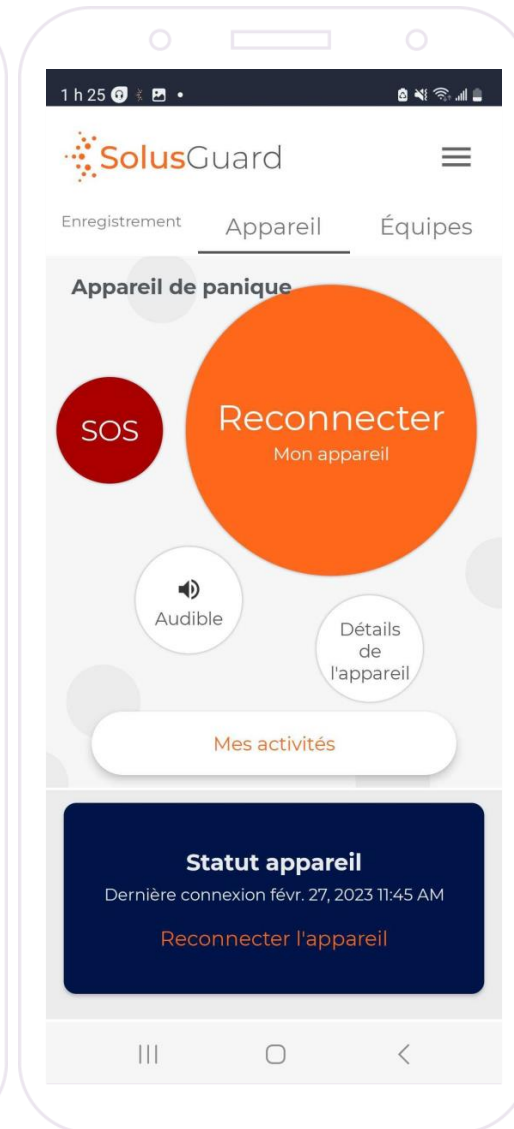 1 h 25
SolusGuard
Enregistrement Appareil Équipes
Appareil de panique
SOS
Reconnecter
Mon appareil
Audible
Détails
de
l'appareil
Mes activités
Statut appareil
Dernière connexion févr. 27, 2023 11:45 AM
Reconnecter l'appareil